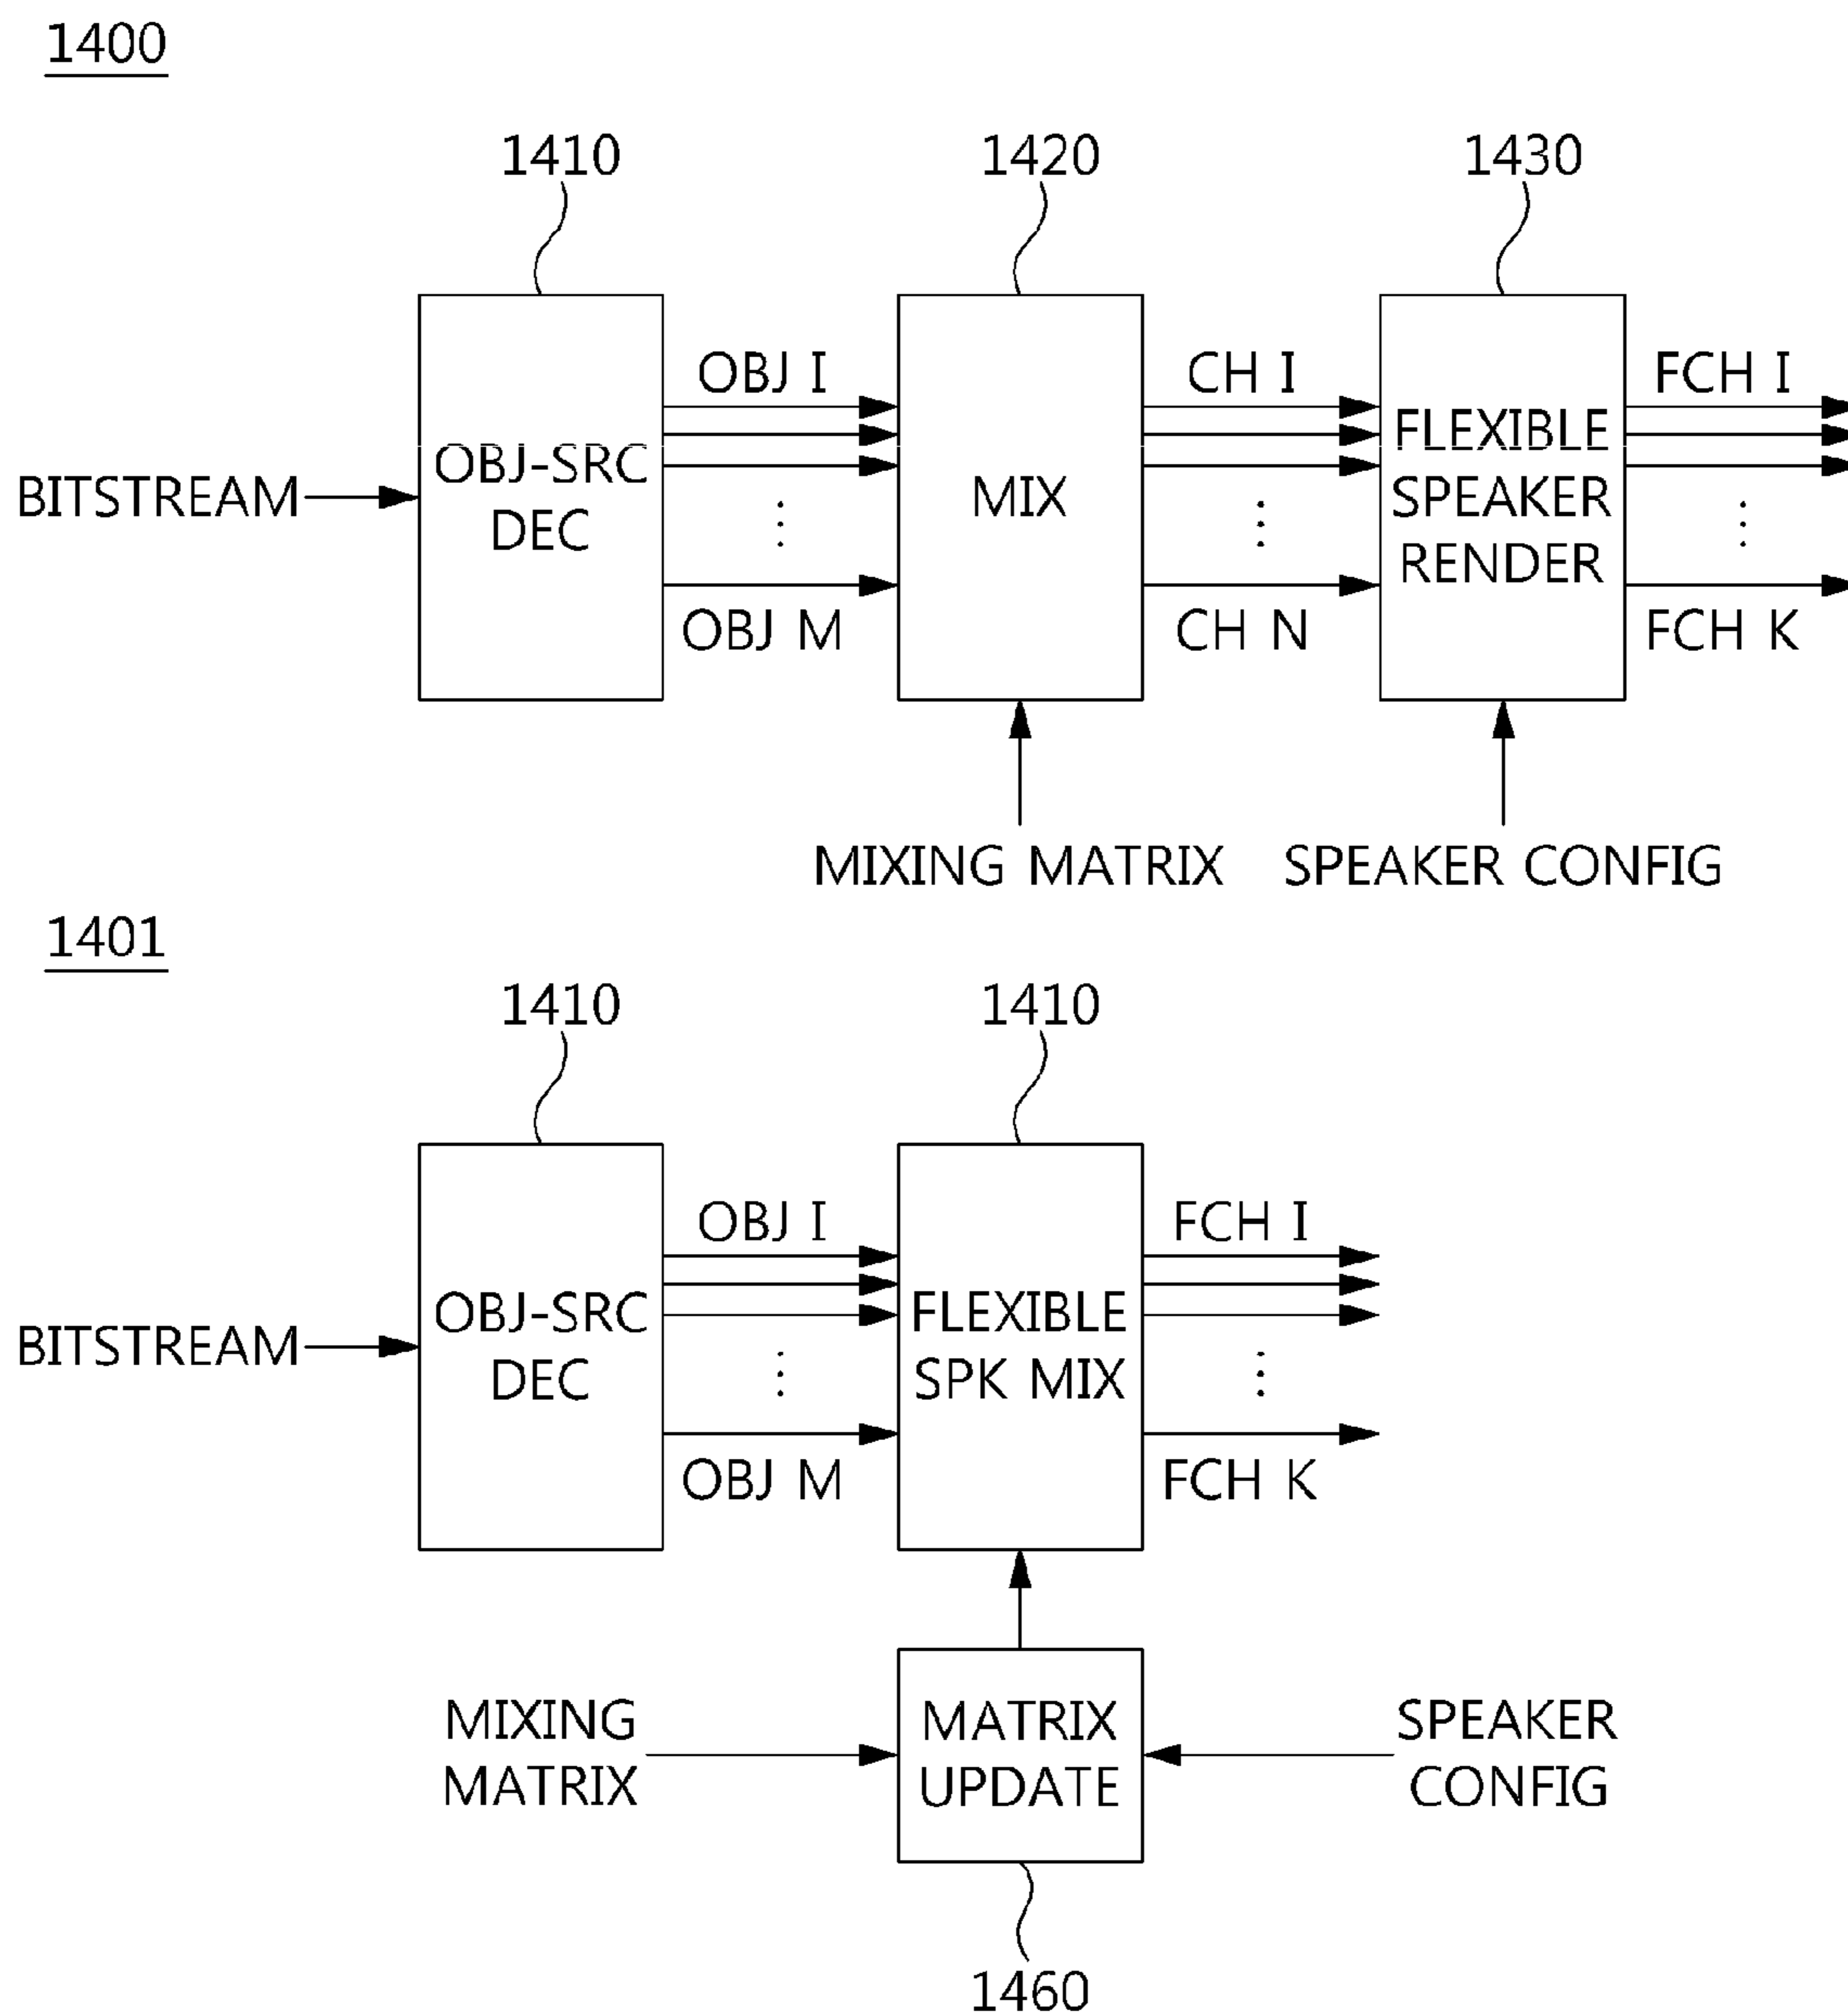 1400
1410
1420
1430
OBJ I
CH I
FCH I
BITSTREAM
OBJ-SRC
DEC
MIX
FLEXIBLE
SPEAKER
RENDER
OBJ M
CH N
FCH K
MIXING MATRIX
SPEAKER CONFIG
1401
1410
1410
OBJ I
FCH I
BITSTREAM
OBJ-SRC
DEC
FLEXIBLE
SPK MIX
OBJ M
FCH K
MIXING
MATRIX
MATRIX
UPDATE
SPEAKER
CONFIG
1460